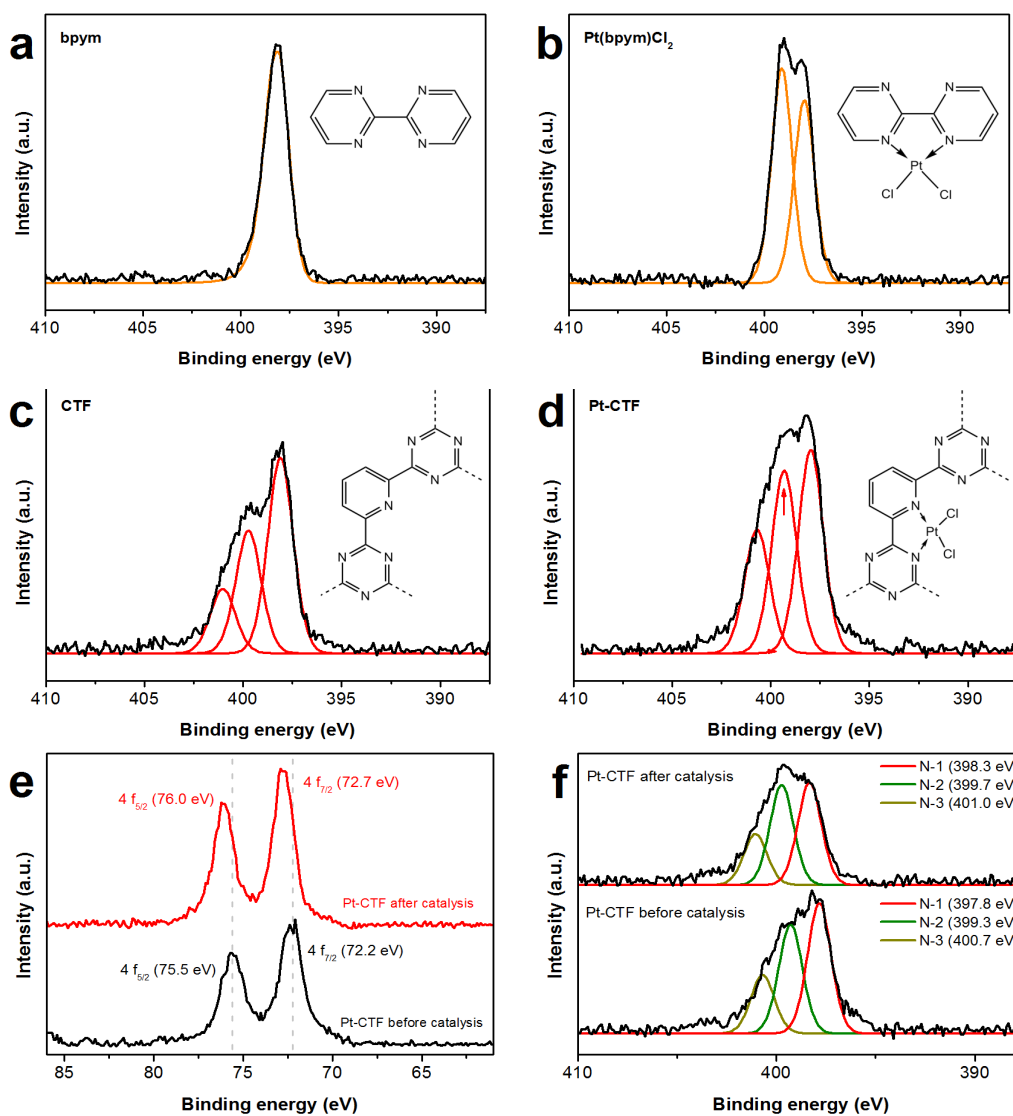 a
bpym
N
N
N
N
Intensity (a.u.)
410
405
400
395
390
Binding energy (eV)
b
Pt(bpym)Cl2
N
N
N
N
Pt
Cl
Cl
Intensity (a.u.)
410
405
400
395
390
Binding energy (eV)
c
CTF
N
N
N
N
N
N
N
Intensity (a.u.)
410
405
400
395
390
Binding energy (eV)
d
Pt-CTF
N
N
N
N
Cl
Pt
Cl
N
N
N
Intensity (a.u.)
410
405
400
395
390
Binding energy (eV)
e
4 f5/2 (76.0 eV)
4 f7/2 (72.7 eV)
Pt-CTF after catalysis
4 f5/2 (75.5 eV)
4 f7/2 (72.2 eV)
Pt-CTF before catalysis
Intensity (a.u.)
85
80
75
70
65
Binding energy (eV)
f
Pt-CTF after catalysis
N-1 (398.3 eV)
N-2 (399.7 eV)
N-3 (401.0 eV)
Pt-CTF before catalysis
N-1 (397.8 eV)
N-2 (399.3 eV)
N-3 (400.7 eV)
Intensity (a.u.)
410
400
390
Binding energy (eV)